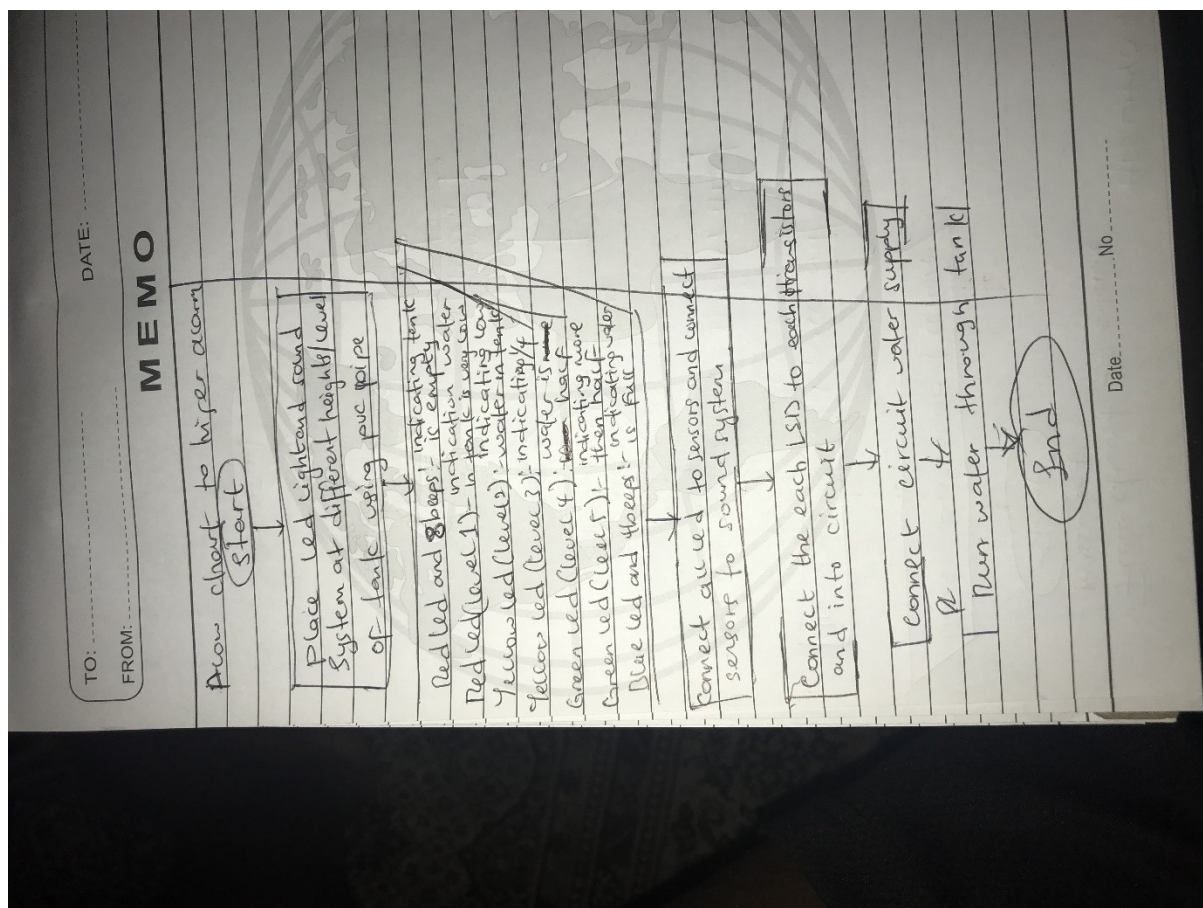 TO:
DATE:
FROM:
MEMO
flow chart to hiper alarm
Start
Place led light and sound
System at different heights/level
of tank using pvc pipe
Red led and 8 beeps:- indicating tank is empty
Red led (level 1) - indication water in tank is very low
Yellow led (level 2):- indicating low water in tank
Yellow led (level 3):- indicating 1/4
Green led (level 4):- water is half
Green led (level 5):- indicating more then half
Blue led and 4 beeps:- indicating water is full
Connect all led to sensors and connect
sensors to sound system
Connect the each LSD to each transistors
and into circuit
Connect circuit water supply
Run water through tank
End
Date
No